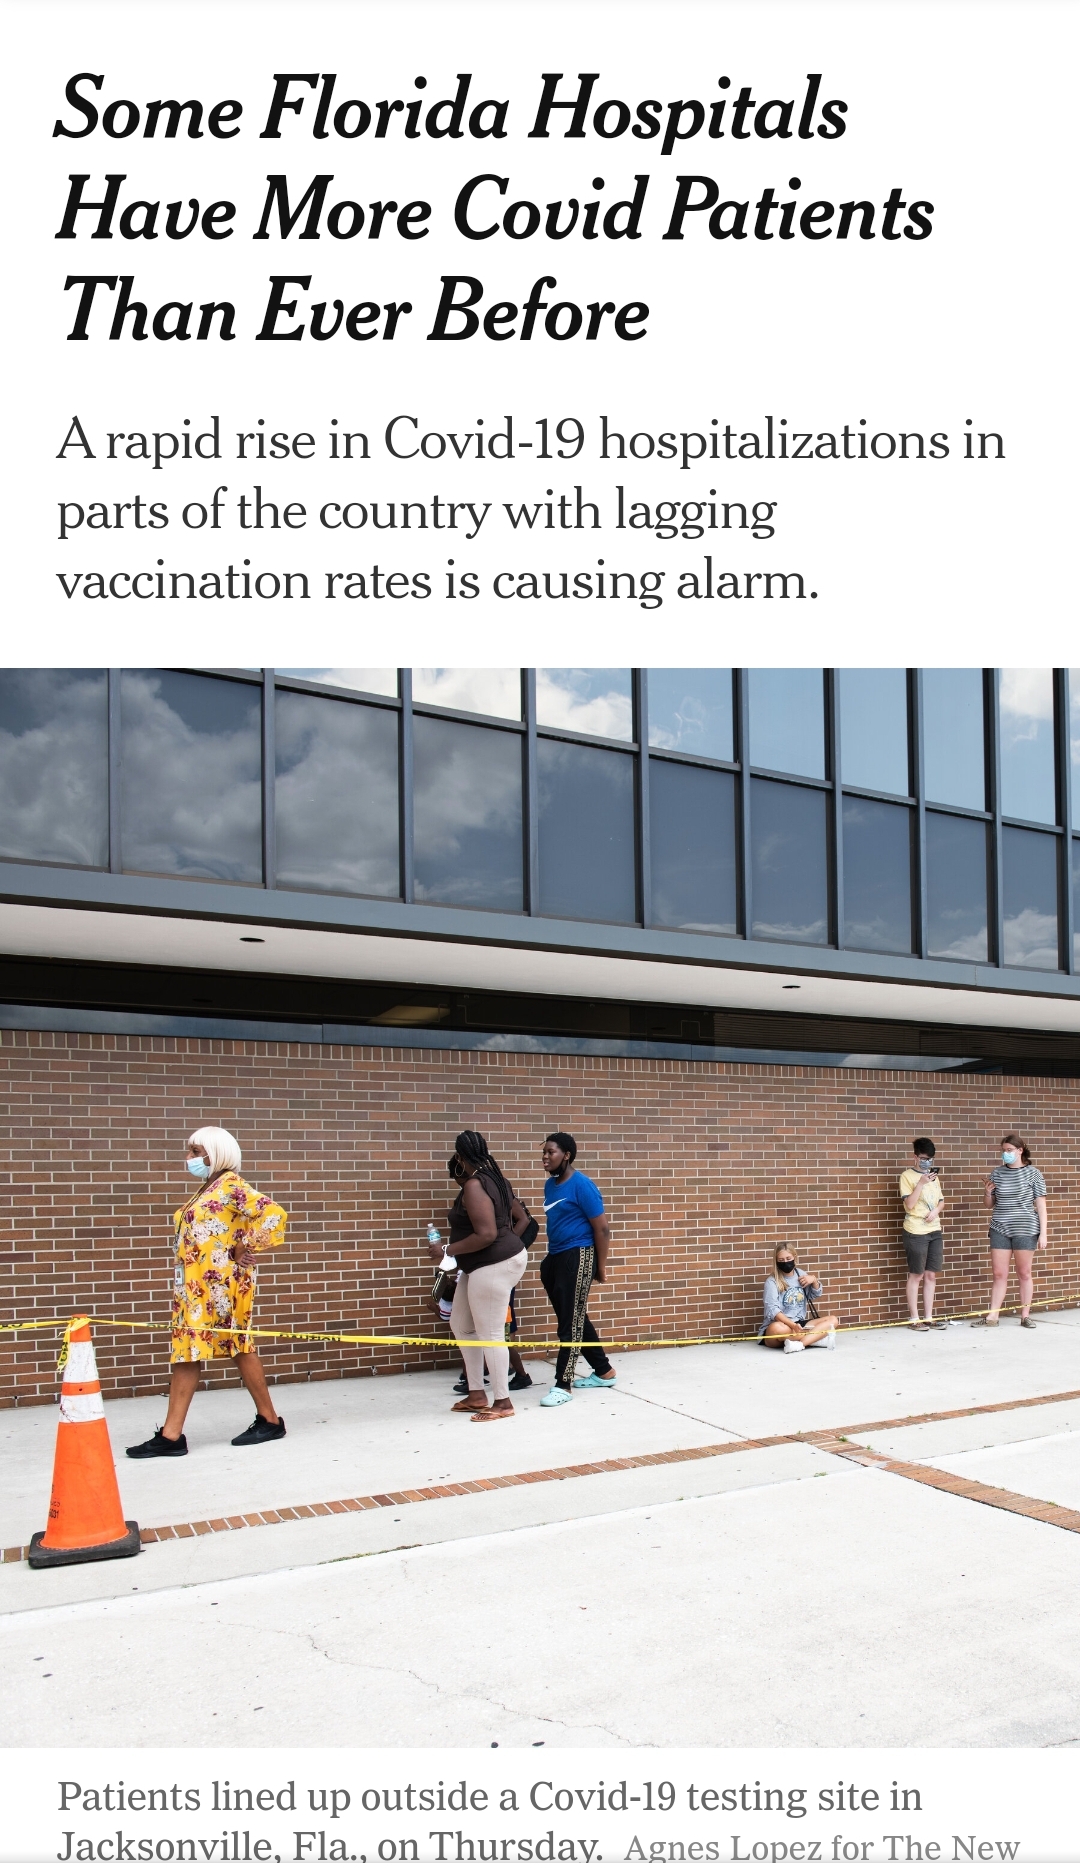 Some Florida Hospitals
Have More Covid Patients
Than Ever Before
A rapid rise in Covid-19 hospitalizations in
parts of the country with lagging
vaccination rates is causing alarm.
Patients lined up outside a Covid-19 testing site in
Jacksonville, Fla., on Thursday. Agnes Lopez for The New